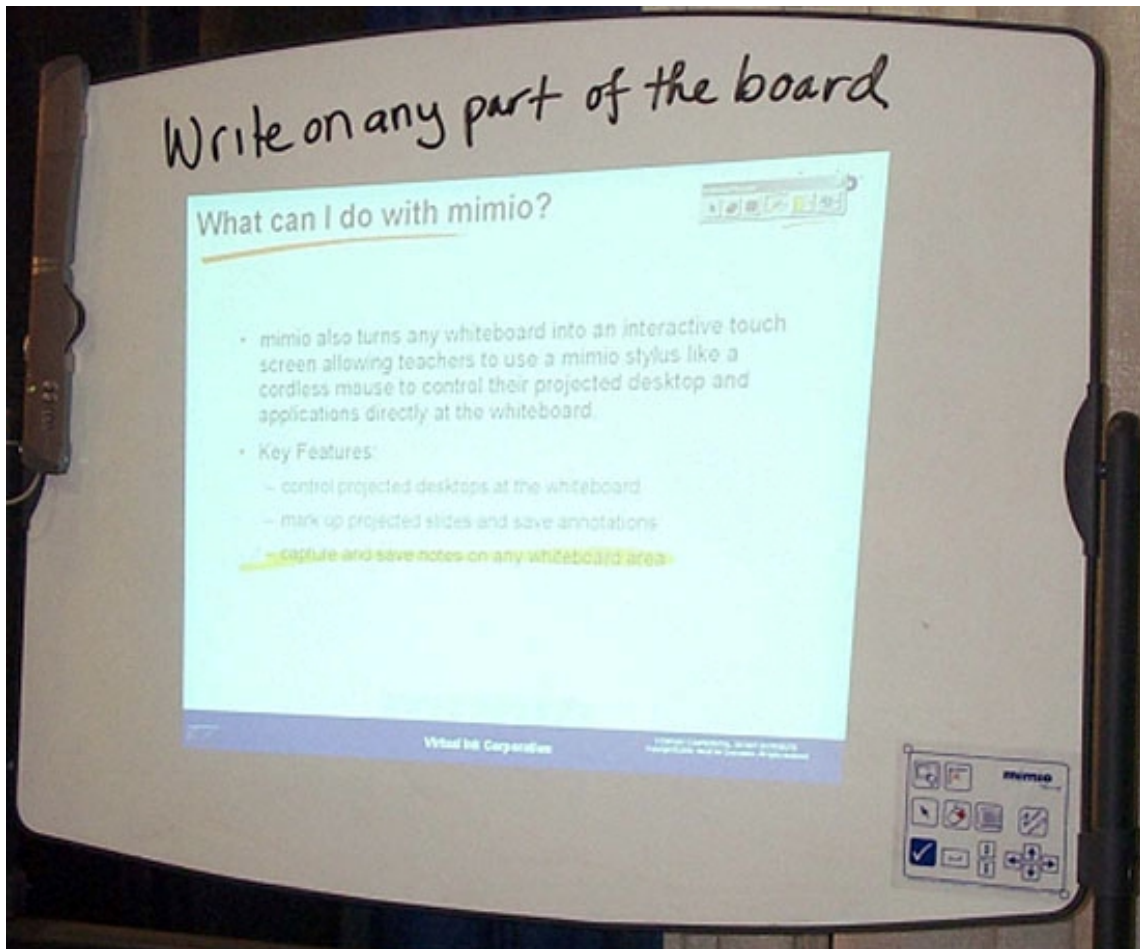 Write on any part of the board
What can I do with mimio?
• mimio also turns any whiteboard into an interactive touch
screen allowing teachers to use a mimio stylus like a
cordless mouse to control their projected desktop and
applications directly at the whiteboard.
• Key Features:
– control projected desktops at the whiteboard
– mark up projected slides and save annotations
– capture and save notes on any whiteboard area
Virtual Ink Corporation
mimio